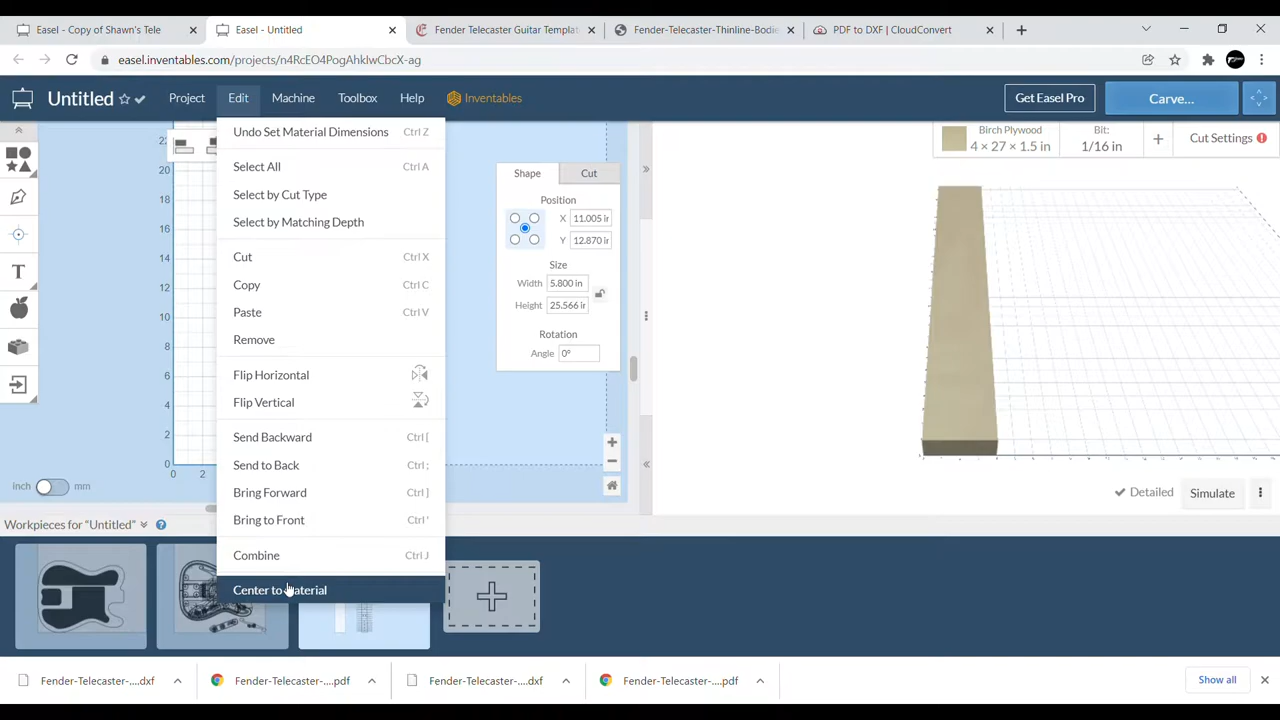 Easel - Copy of Shawn's Tele
Easel - Untitled
Fender Telecaster Guitar Templat
Fender-Telecaster-Thinline-Bodie
PDF to DXF | CloudConvert
easel.inventables.com/projects/n4RcEO4PogAhklwCbcX-ag
Untitled
Project
Edit
Machine
Toolbox
Help
Inventables
Get Easel Pro
Carve...
Undo Set Material Dimensions Ctrl Z
Select All Ctrl A
Select by Cut Type
Select by Matching Depth
Cut Ctrl X
Copy Ctrl C
Paste Ctrl V
Remove
Flip Horizontal
Flip Vertical
Send Backward Ctrl [
Send to Back Ctrl ;
Bring Forward Ctrl ]
Bring to Front Ctrl '
Combine Ctrl J
Center to Material
22
20
18
16
14
12
10
8
6
4
2
0
0 2
T
inch mm
Shape Cut
Position
X 11.005 in
Y 12.870 in
Size
Width 5.800 in
Height 25.566 in
Rotation
Angle 0°
Birch Plywood
4 × 27 × 1.5 in
Bit:
1/16 in
Cut Settings
Detailed
Simulate
Workpieces for "Untitled"
Fender-Telecaster-....dxf
Fender-Telecaster-....pdf
Fender-Telecaster-....dxf
Fender-Telecaster-....pdf
Show all